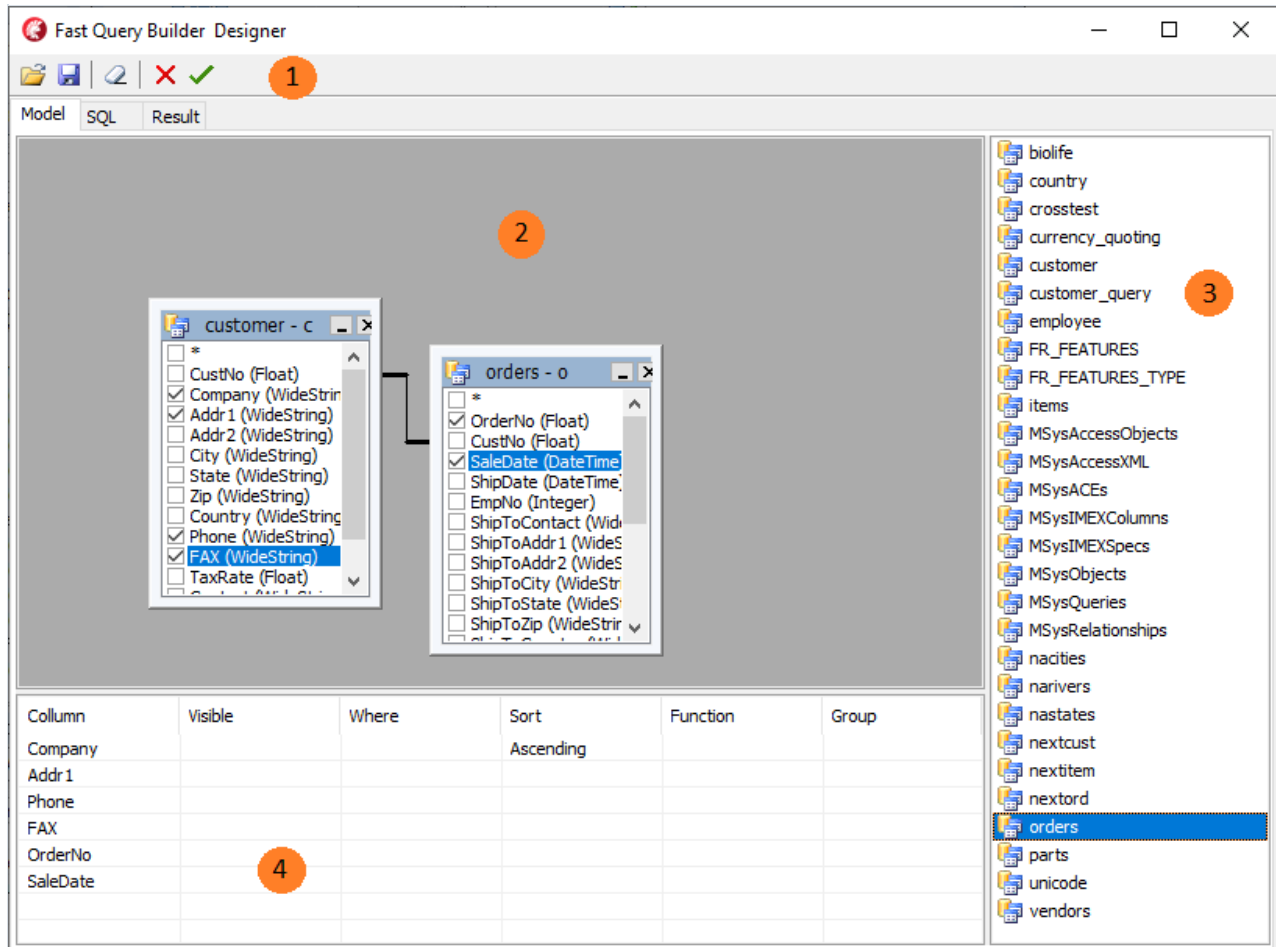 Fast Query Builder Designer
1
Model SQL Result
2
customer - c
*
CustNo (Float)
Company (WideStrin
Addr1 (WideString)
Addr2 (WideString)
City (WideString)
State (WideString)
Zip (WideString)
Country (WideString
Phone (WideString)
FAX (WideString)
TaxRate (Float)
orders - o
*
OrderNo (Float)
CustNo (Float)
SaleDate (DateTime
ShipDate (DateTime)
EmpNo (Integer)
ShipToContact (Wid
ShipToAddr1 (WideS
ShipToAddr2 (WideS
ShipToCity (WideStri
ShipToState (WideS
ShipToZip (WideStrir
biolife
country
crosstest
currency_quoting
customer
customer_query
3
employee
FR_FEATURES
FR_FEATURES_TYPE
items
MSysAccessObjects
MSysAccessXML
MSysACEs
MSysIMEXColumns
MSysIMEXSpecs
MSysObjects
MSysQueries
MSysRelationships
nacities
narivers
nastates
nextcust
nextitem
nextord
orders
parts
unicode
vendors
Collumn Visible Where Sort Function Group
Company Ascending
Addr1
Phone
FAX
OrderNo
4
SaleDate